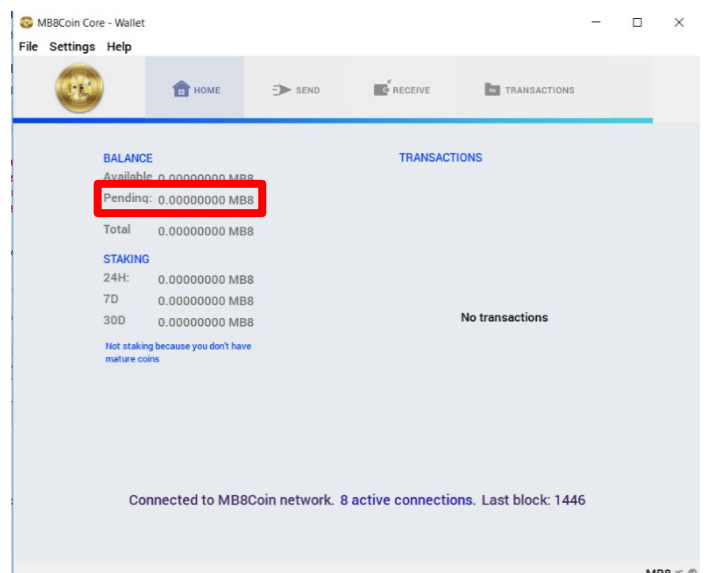 MB8Coin Core - Wallet
File Settings Help
HOME SEND RECEIVE TRANSACTIONS
BALANCE
Available 0.00000000 MB8
Pending: 0.00000000 MB8
Total 0.00000000 MB8
STAKING
24H: 0.00000000 MB8
7D 0.00000000 MB8
30D 0.00000000 MB8
Not staking because you don't have
mature coins
TRANSACTIONS
No transactions
Connected to MB8Coin network. 8 active connections. Last block: 1446
MB8